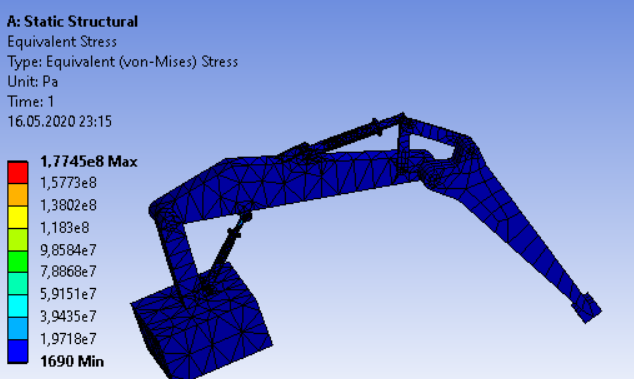 A: Static Structural
Equivalent Stress
Type: Equivalent (von-Mises) Stress
Unit: Pa
Time: 1
16.05.2020 23:15
1,7745e8 Max
1,5773e8
1,3802e8
1,183e8
9,8584e7
7,8868e7
5,9151e7
3,9435e7
1,9718e7
1690 Min